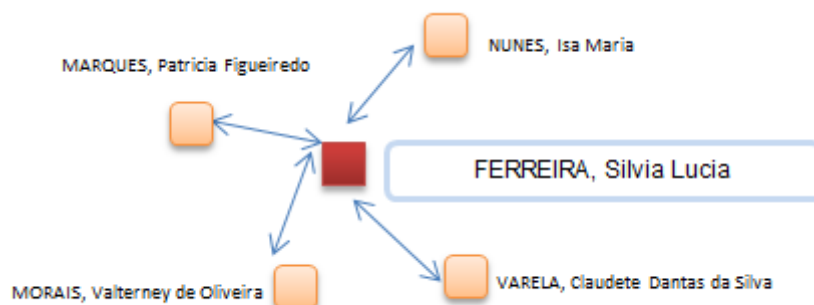 NUNES, Isa Maria
MARQUES, Patricia Figueiredo
FERREIRA, Silvia Lucia
MORAIS, Valterney de Oliveira
VARELA, Claudete Dantas da Silva